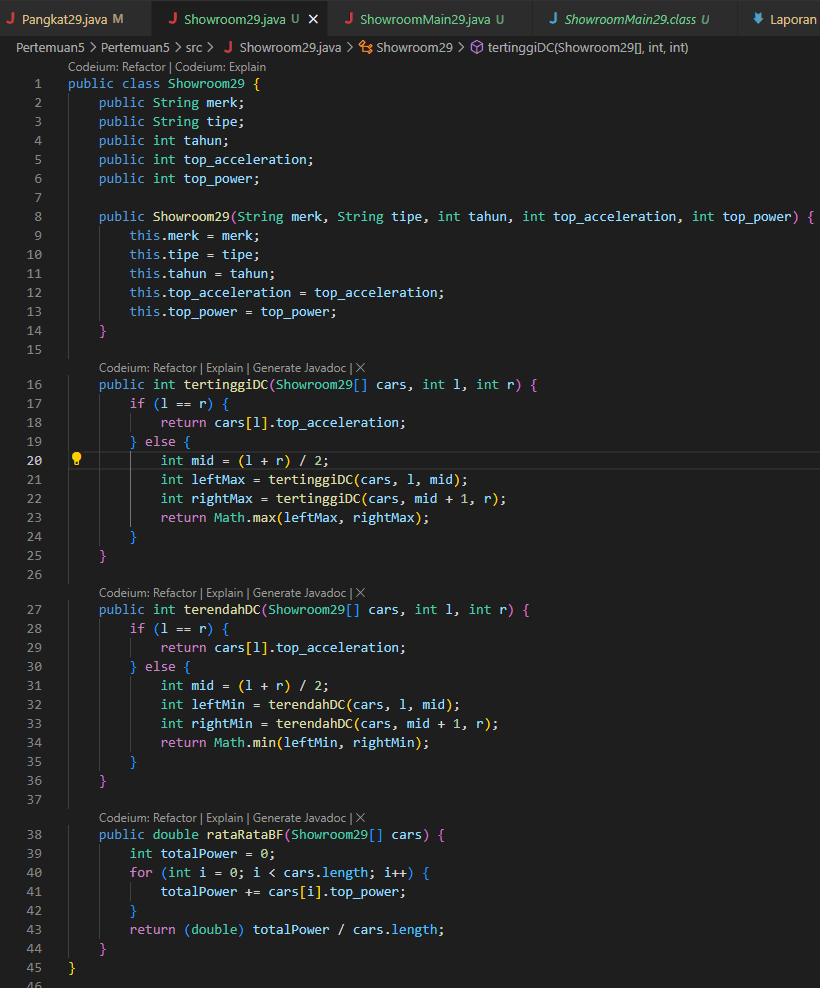 Pangkat29.java M Showroom29.java U × ShowroomMain29.java U ShowroomMain29.class U Laporan
Pertemuan5 > Pertemuan5 > src > Showroom29.java > Showroom29 > tertinggiDC(Showroom29[], int, int)
Codeium: Refactor | Codeium: Explain
1 public class Showroom29 {
2 public String merk;
3 public String tipe;
4 public int tahun;
5 public int top_acceleration;
6 public int top_power;
7
8 public Showroom29(String merk, String tipe, int tahun, int top_acceleration, int top_power) {
9 this.merk = merk;
10 this.tipe = tipe;
11 this.tahun = tahun;
12 this.top_acceleration = top_acceleration;
13 this.top_power = top_power;
14 }
15
Codeium: Refactor | Explain | Generate Javadoc | ×
16 public int tertinggiDC(Showroom29[] cars, int l, int r) {
17 if (l == r) {
18 return cars[l].top_acceleration;
19 } else {
20 int mid = (l + r) / 2;
21 int leftMax = tertinggiDC(cars, l, mid);
22 int rightMax = tertinggiDC(cars, mid + 1, r);
23 return Math.max(leftMax, rightMax);
24 }
25 }
26
Codeium: Refactor | Explain | Generate Javadoc | ×
27 public int terendahDC(Showroom29[] cars, int l, int r) {
28 if (l == r) {
29 return cars[l].top_acceleration;
30 } else {
31 int mid = (l + r) / 2;
32 int leftMin = terendahDC(cars, l, mid);
33 int rightMin = terendahDC(cars, mid + 1, r);
34 return Math.min(leftMin, rightMin);
35 }
36 }
37
Codeium: Refactor | Explain | Generate Javadoc | ×
38 public double rataRataBF(Showroom29[] cars) {
39 int totalPower = 0;
40 for (int i = 0; i < cars.length; i++) {
41 totalPower += cars[i].top_power;
42 }
43 return (double) totalPower / cars.length;
44 }
45 }
46